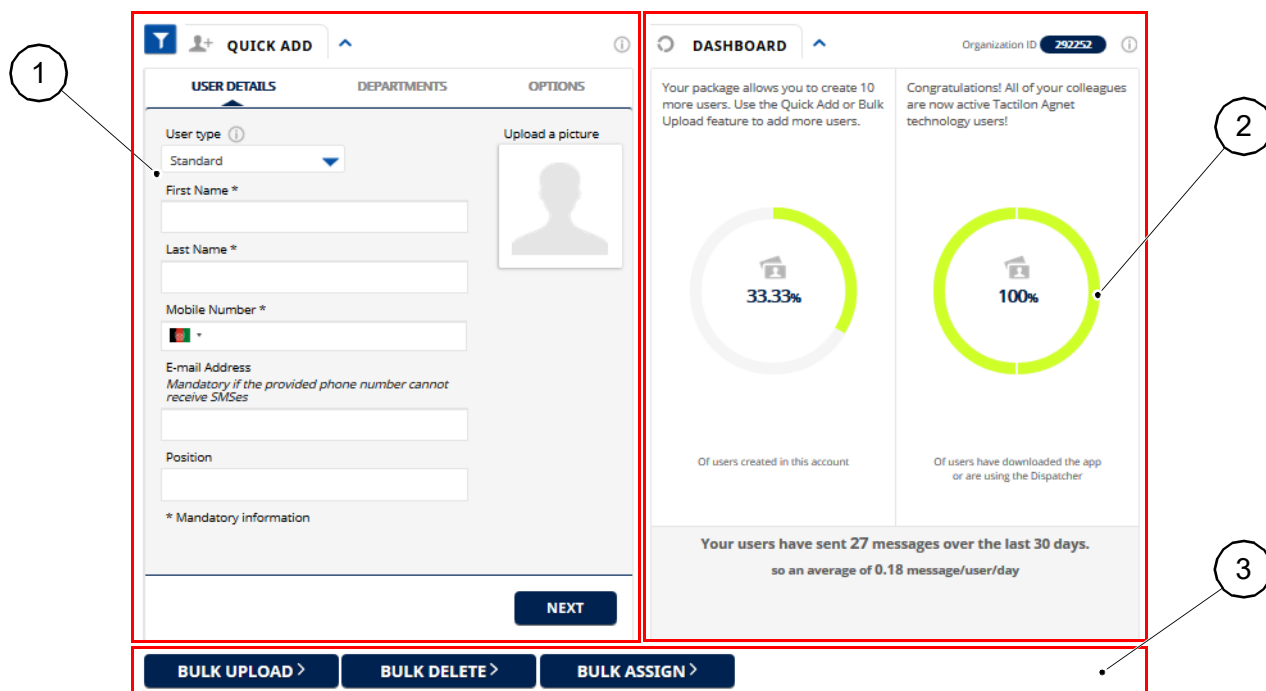 1
QUICK ADD
USER DETAILS
DEPARTMENTS
OPTIONS
User type
Standard
Upload a picture
First Name *
Last Name *
Mobile Number *
E-mail Address
Mandatory if the provided phone number cannot
receive SMSes
Position
* Mandatory information
NEXT
DASHBOARD
Organization ID 292252
Your package allows you to create 10
more users. Use the Quick Add or Bulk
Upload feature to add more users.
33.33%
Of users created in this account
Congratulations! All of your colleagues
are now active Tactilon Agnet
technology users!
100%
Of users have downloaded the app
or are using the Dispatcher
Your users have sent 27 messages over the last 30 days.
so an average of 0.18 message/user/day
2
3
BULK UPLOAD >
BULK DELETE >
BULK ASSIGN >